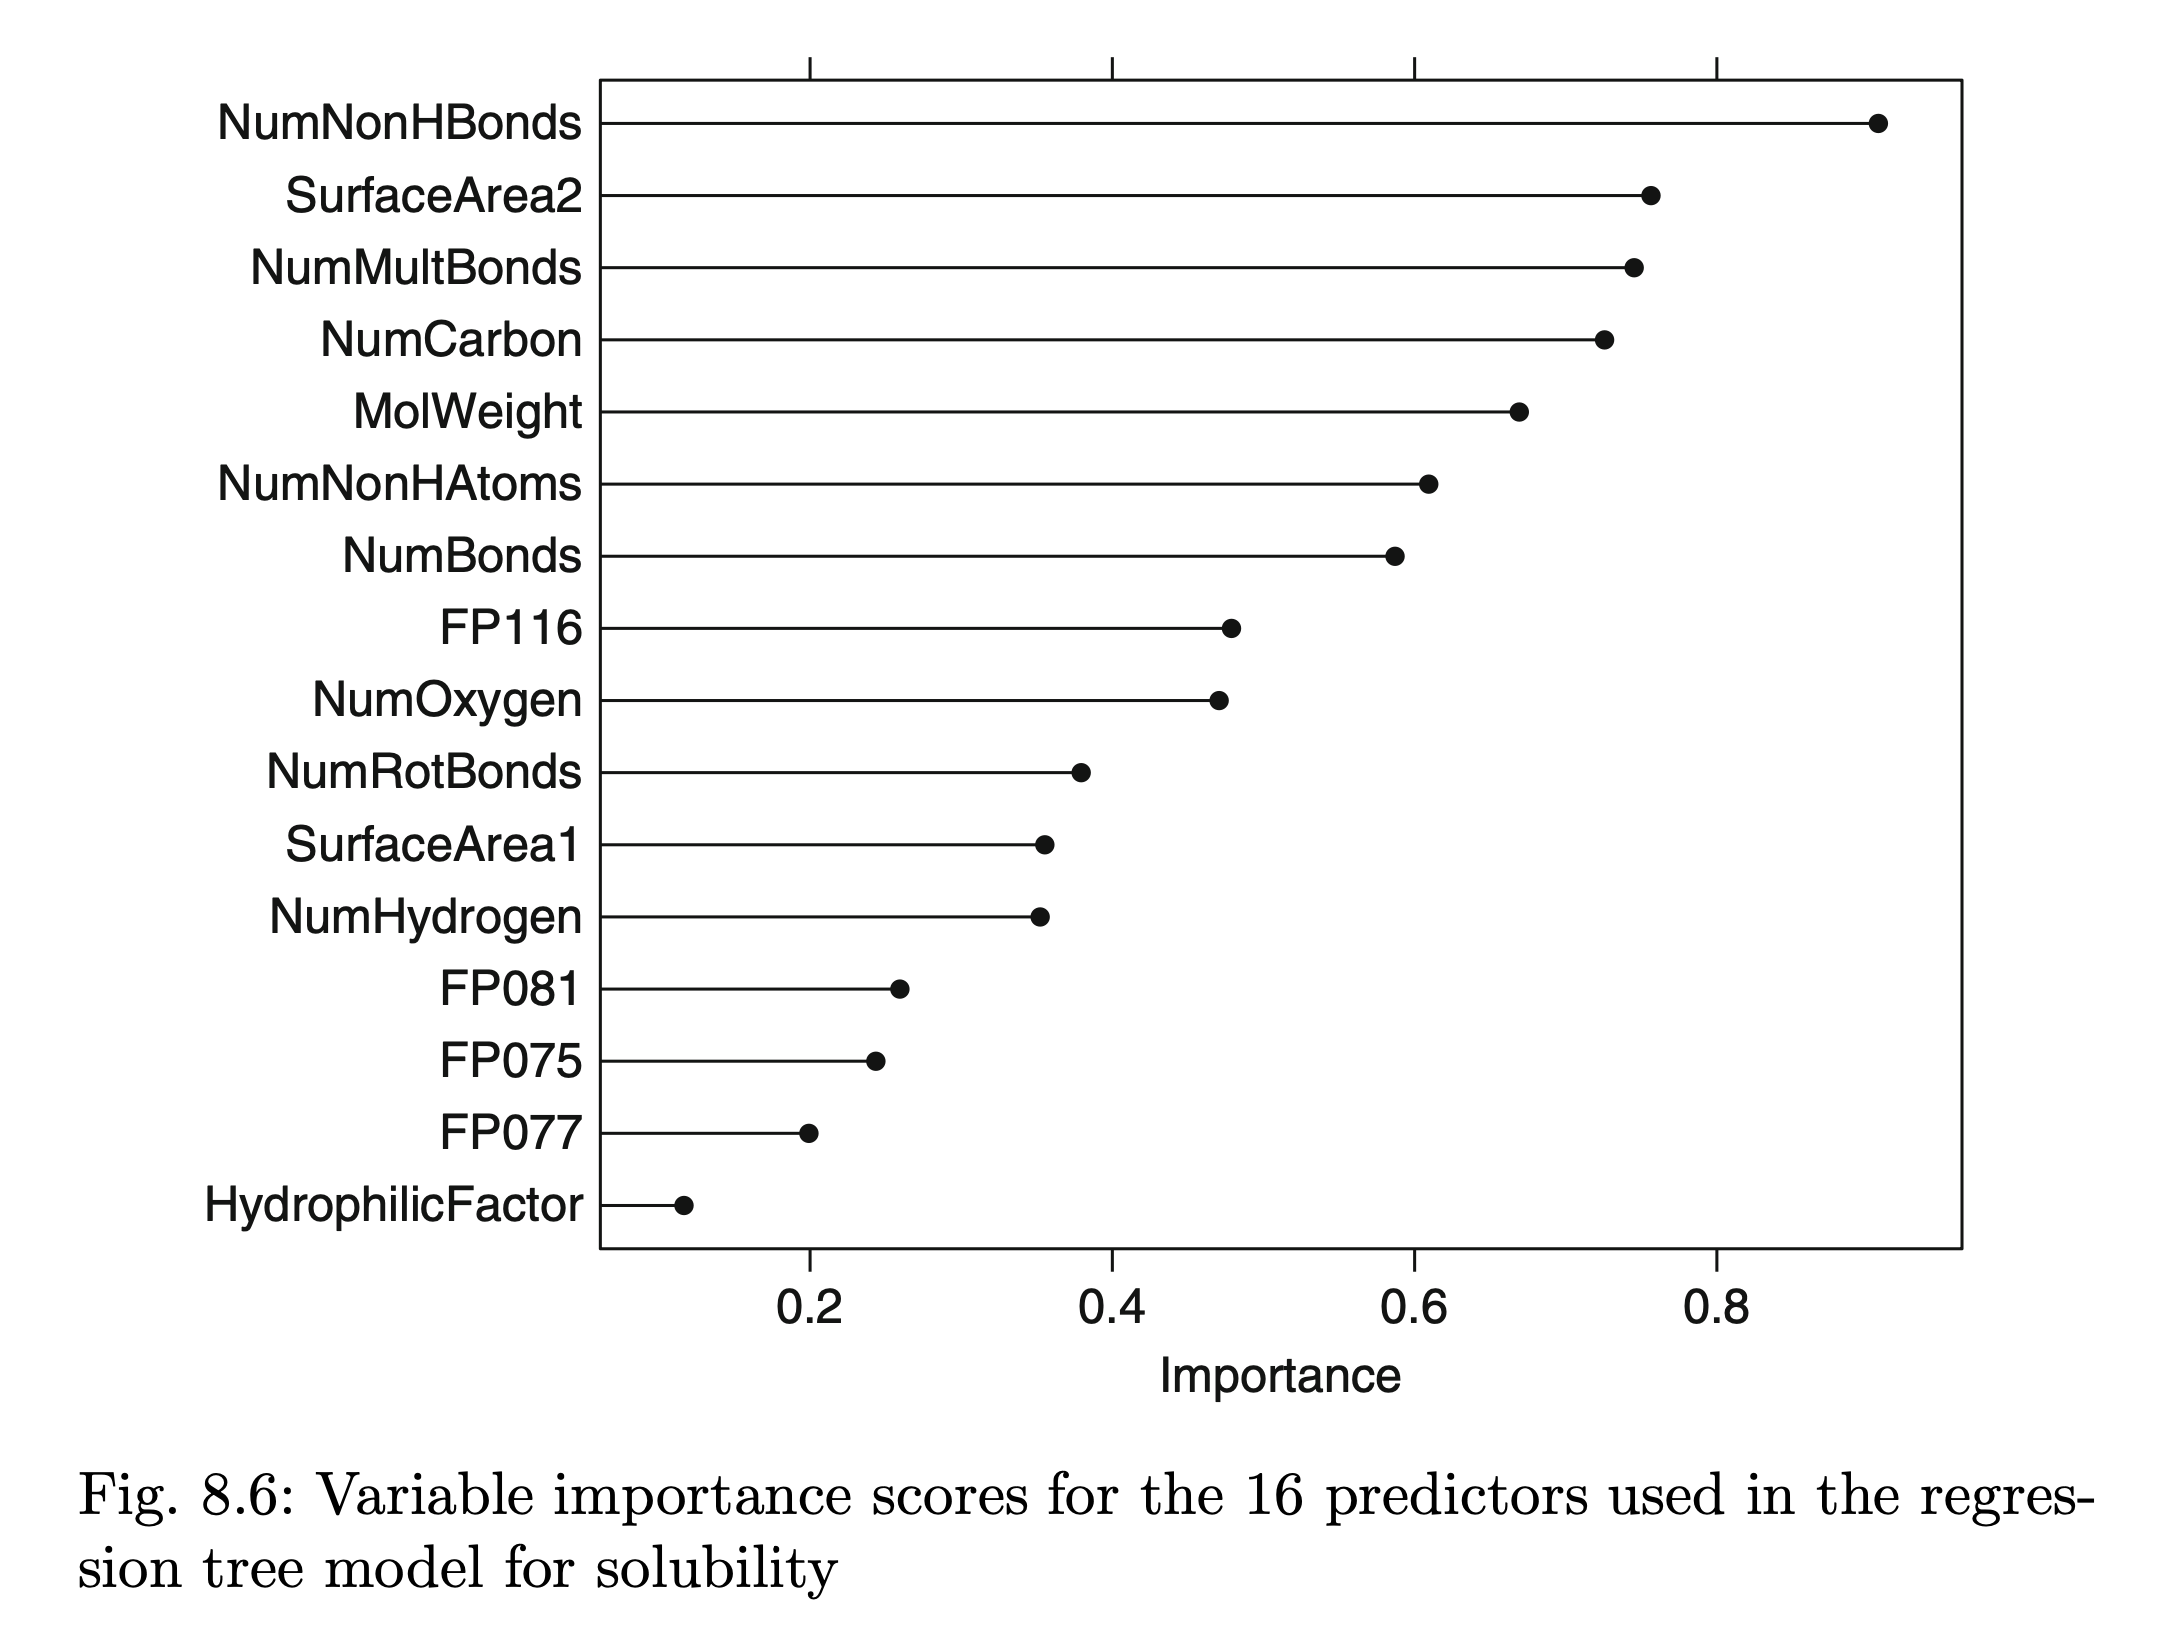 NumNonHBonds
SurfaceArea2
NumMultBonds
NumCarbon
MolWeight
NumNonHAtoms
NumBonds
FP116
NumOxygen
NumRotBonds
SurfaceArea1
NumHydrogen
FP081
FP075
FP077
HydrophilicFactor
0.2 0.4 0.6 0.8
Importance
Fig. 8.6: Variable importance scores for the 16 predictors used in the regres-
sion tree model for solubility